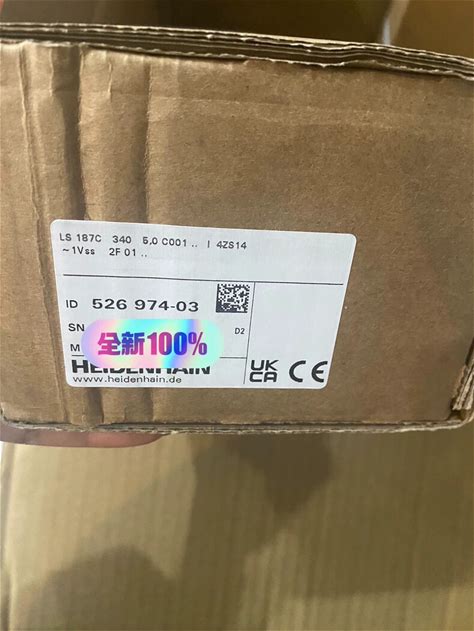 LS 187C 340 5,0 C001 .. I 4ZS14
~1Vss 2F 01 ..
ID 526 974-03
SN
D2
M
全新100%
HEIDENHAIN
www.heidenhain.de
UK
CA CE